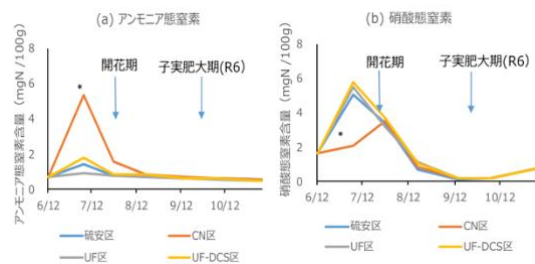 (a) アンモニア態窒素
アンモニア態窒素含量 (mgN /100g)
8
6
4
2
0
*
開花期
子実肥大期(R6)
6/12 7/12 8/12 9/12 10/12
硫安区 CN区
UF区 UF-DCS区
(b) 硝酸態窒素
硝酸態窒素含量 (mgN /100g)
8
6
4
2
0
*
開花期
子実肥大期(R6)
6/12 7/12 8/12 9/12 10/12
硫安区 CN区
UF区 UF-DCS区